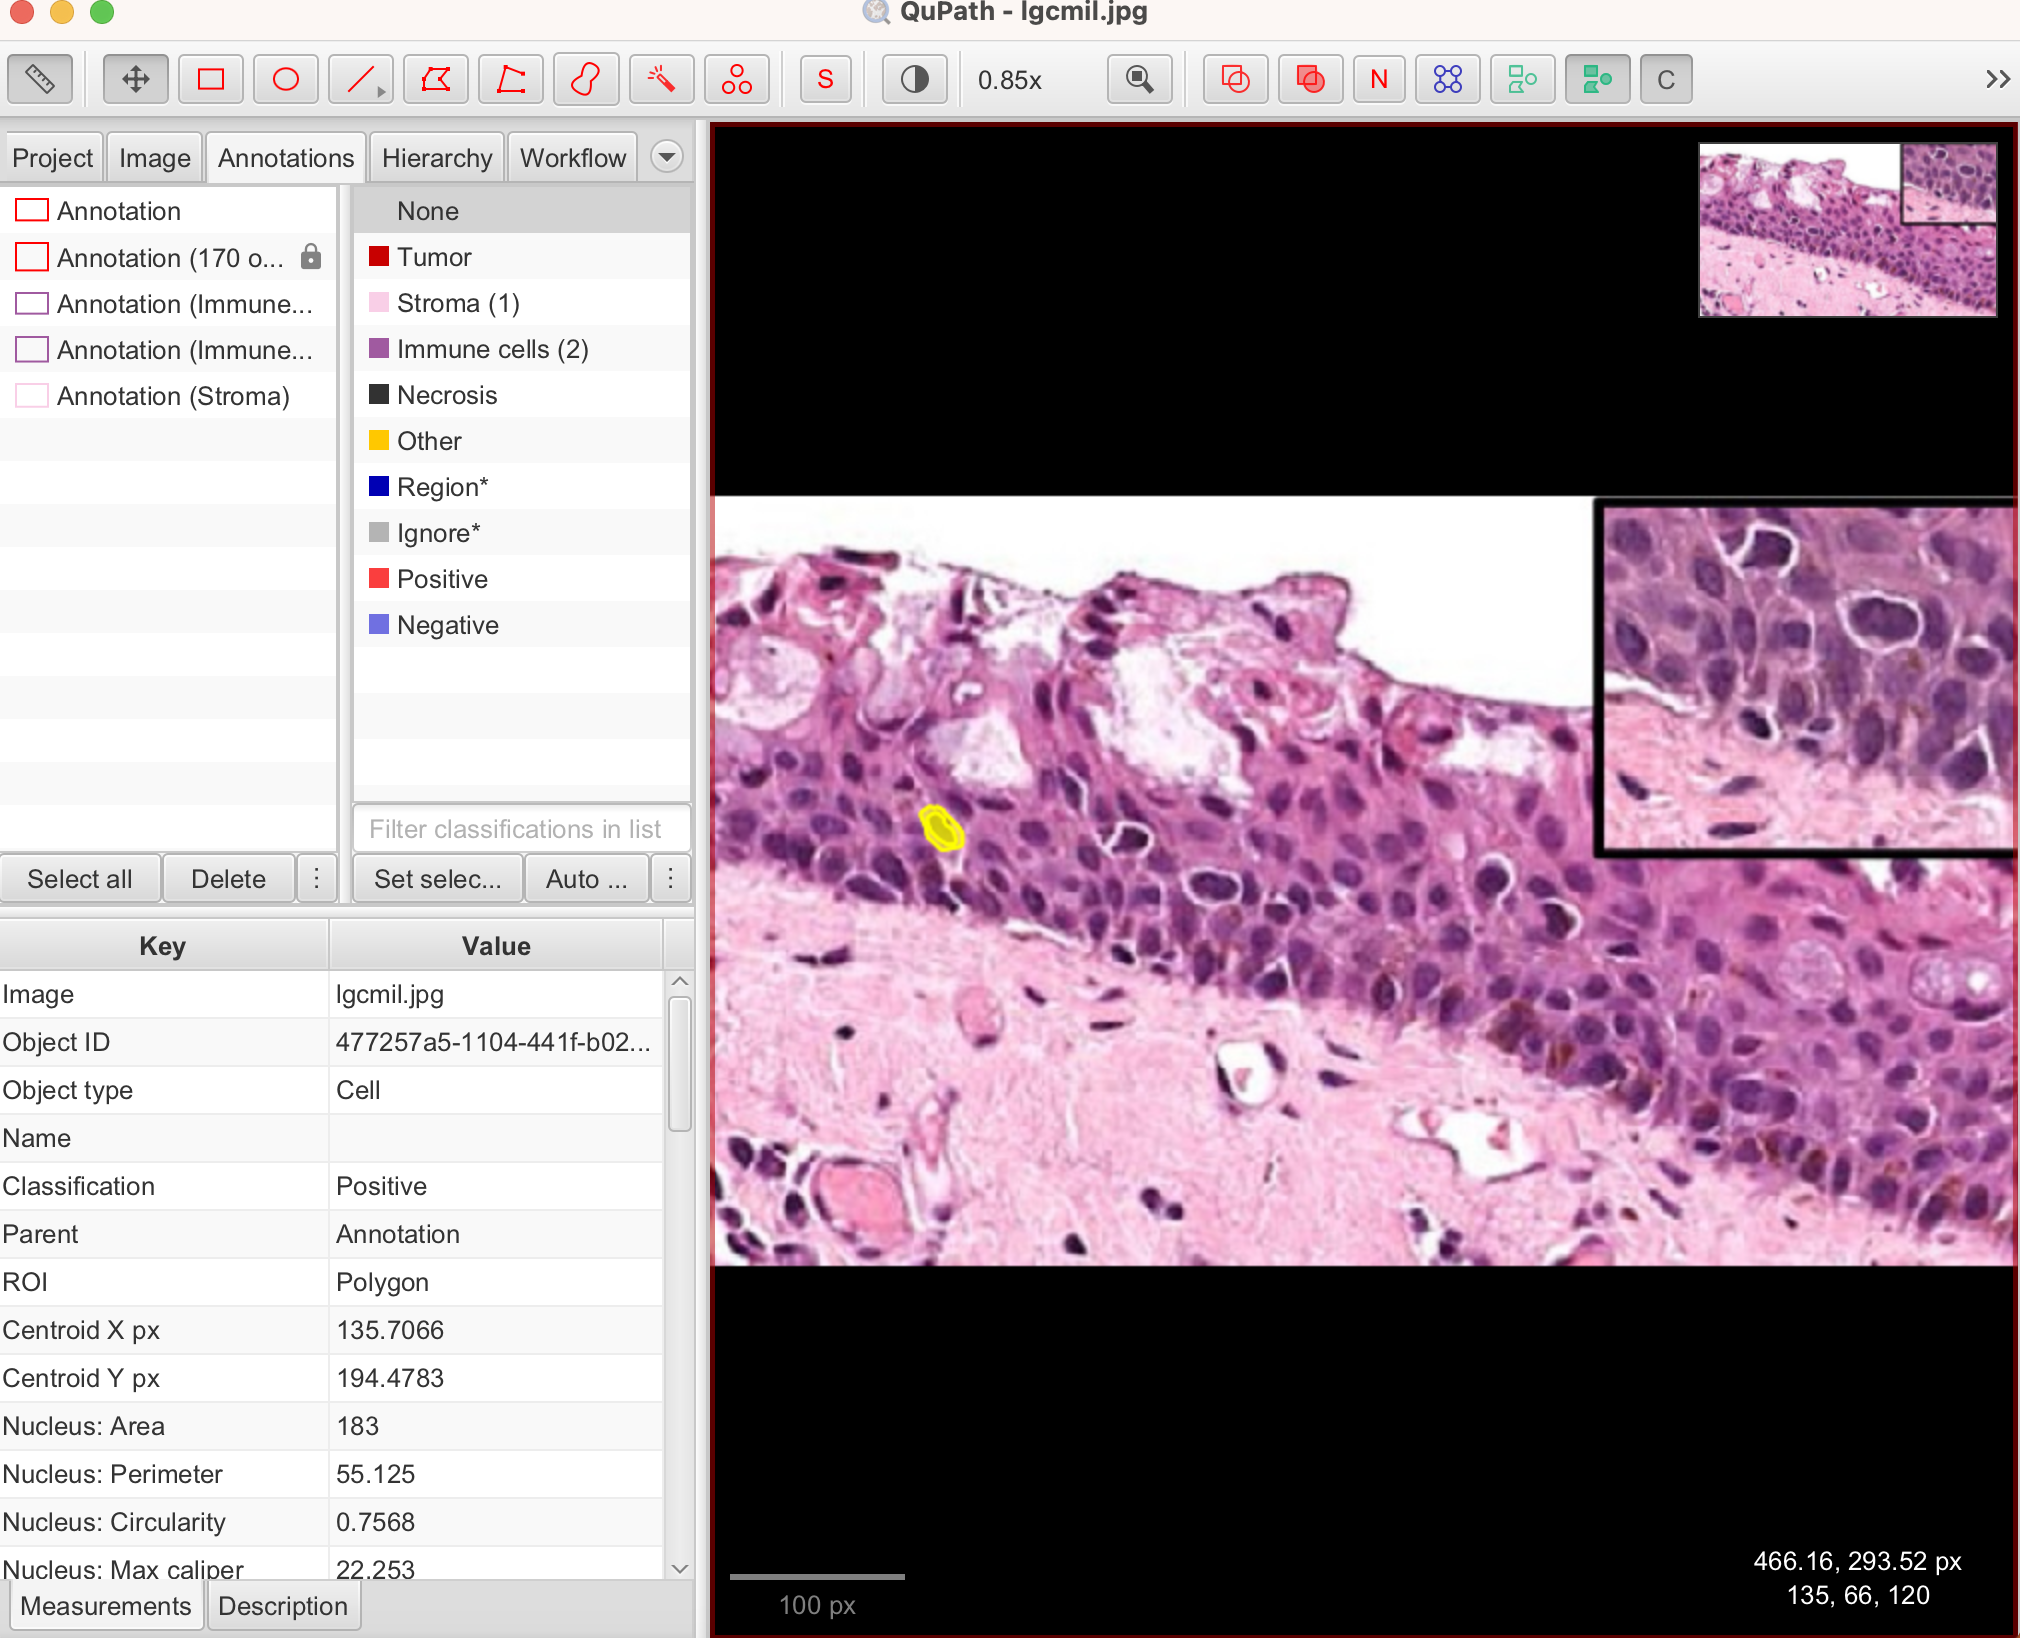 QuPath - lgcmil.jpg
S 0.85x N C
Project Image Annotations Hierarchy Workflow
Annotation
Annotation (170 o...
Annotation (Immune...
Annotation (Immune...
Annotation (Stroma)
None
Tumor
Stroma (1)
Immune cells (2)
Necrosis
Other
Region*
Ignore*
Positive
Negative
Filter classifications in list
Select all Delete ⋮ Set selec... Auto ... ⋮
Key Value
Image lgcmil.jpg
Object ID 477257a5-1104-441f-b02...
Object type Cell
Name
Classification Positive
Parent Annotation
ROI Polygon
Centroid X px 135.7066
Centroid Y px 194.4783
Nucleus: Area 183
Nucleus: Perimeter 55.125
Nucleus: Circularity 0.7568
Nucleus: Max caliper 22.253
Measurements Description
100 px
466.16, 293.52 px
135, 66, 120